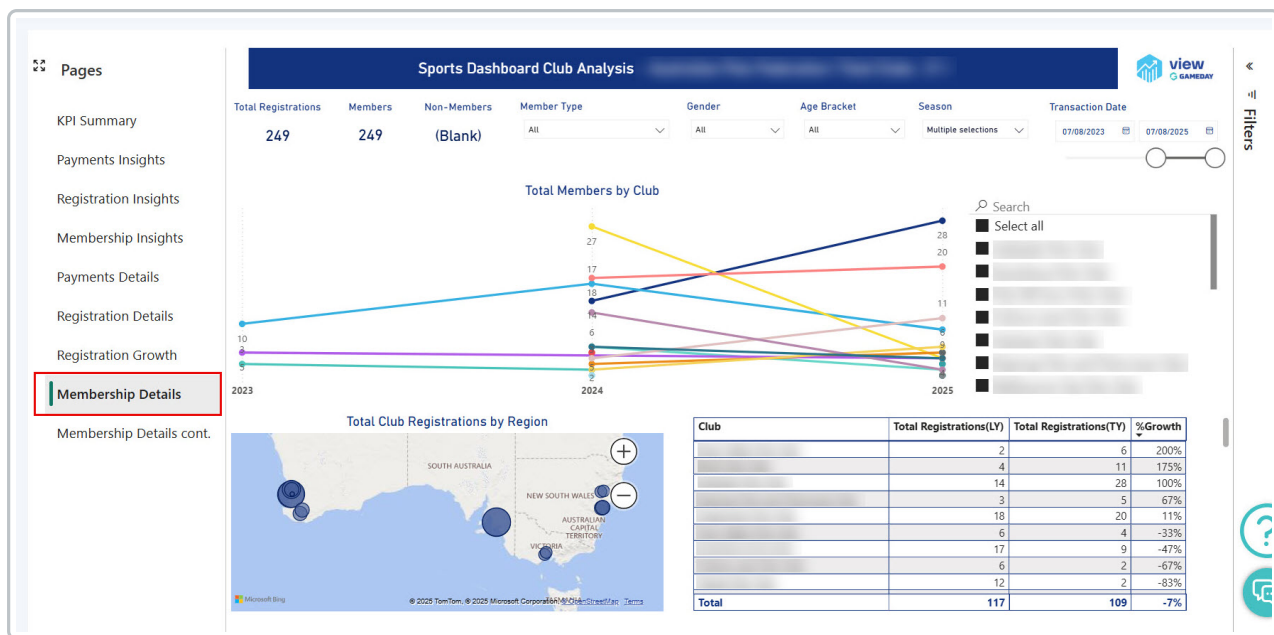 Pages
KPI Summary
Payments Insights
Registration Insights
Membership Insights
Payments Details
Registration Details
Registration Growth
Membership Details
Membership Details cont.
Sports Dashboard Club Analysis
view
GAMEDAY
Filters
Total Registrations
249
Members
249
Non-Members
(Blank)
Member Type
All
Gender
All
Age Bracket
All
Season
Multiple selections
Transaction Date
07/08/2023 07/08/2025
Total Members by Club
10
3
27
17
18
14
6
2
28
20
11
2023 2024 2025
Search
Select all
Total Club Registrations by Region
SOUTH AUSTRALIA
NEW SOUTH WALES
AUSTRALIAN
CAPITAL
TERRITORY
VICTORIA
Microsoft Bing
© 2025 TomTom, © 2025 Microsoft Corporation, © OpenStreetMap Terms
Club Total Registrations(LY) Total Registrations(TY) %Growth
2 6 200%
4 11 175%
14 28 100%
3 5 67%
18 20 11%
6 4 -33%
17 9 -47%
6 2 -67%
12 2 -83%
Total 117 109 -7%